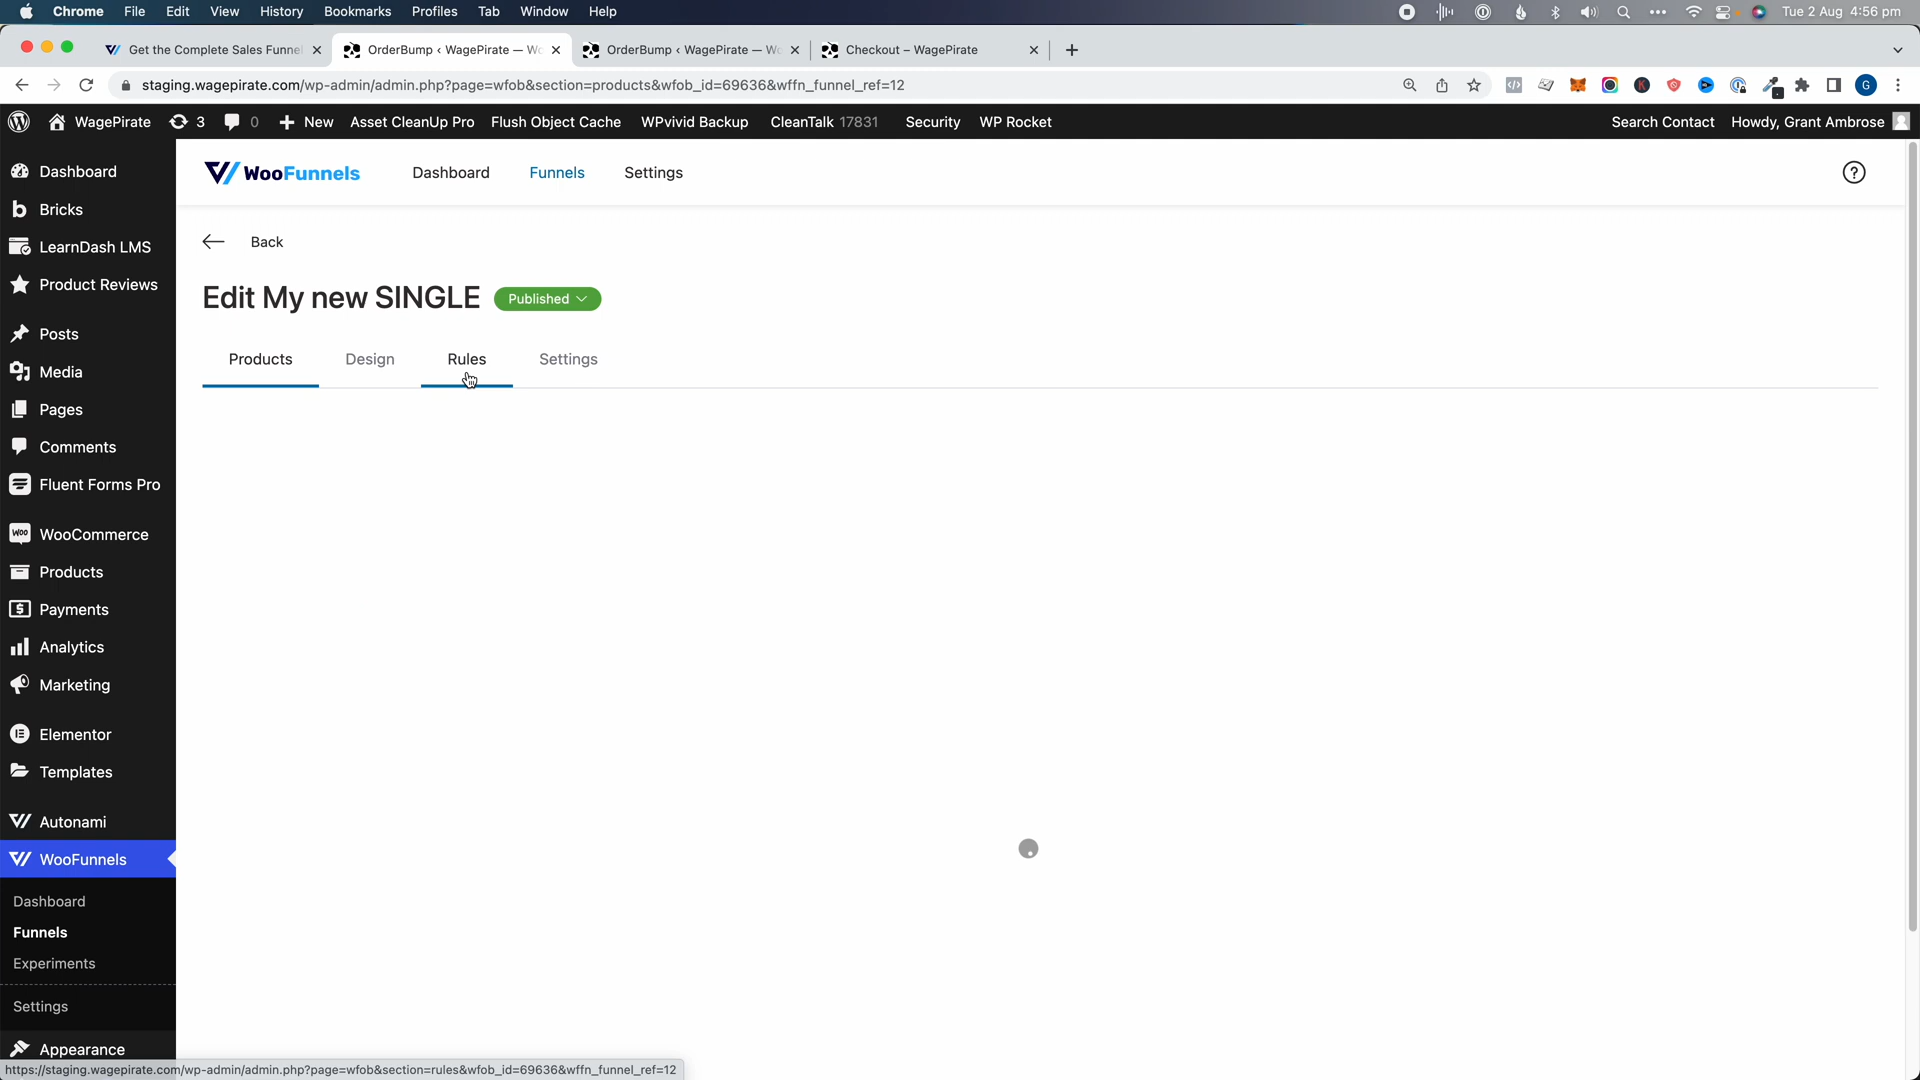 Chrome File Edit View History Bookmarks Profiles Tab Window Help Tue 2 Aug 4:56 pm
Get the Complete Sales Funne OrderBump ‹ WagePirate — Wo OrderBump ‹ WagePirate — Wo Checkout – WagePirate
staging.wagepirate.com/wp-admin/admin.php?page=wfob&section=products&wfob_id=69636&wffn_funnel_ref=12 G
WagePirate 3 0 New Asset CleanUp Pro Flush Object Cache WPvivid Backup CleanTalk 17831 Security WP Rocket Search Contact Howdy, Grant Ambrose
Dashboard
Bricks
LearnDash LMS
Product Reviews
Posts
Media
Pages
Comments
Fluent Forms Pro
WooCommerce
Products
Payments
Analytics
Marketing
Elementor
Templates
Autonami
WooFunnels
Dashboard
Funnels
Experiments
Settings
Appearance
WooFunnels Dashboard Funnels Settings
Back
Edit My new SINGLE Published
Products Design Rules Settings
https://staging.wagepirate.com/wp-admin/admin.php?page=wfob&section=rules&wfob_id=69636&wffn_funnel_ref=12